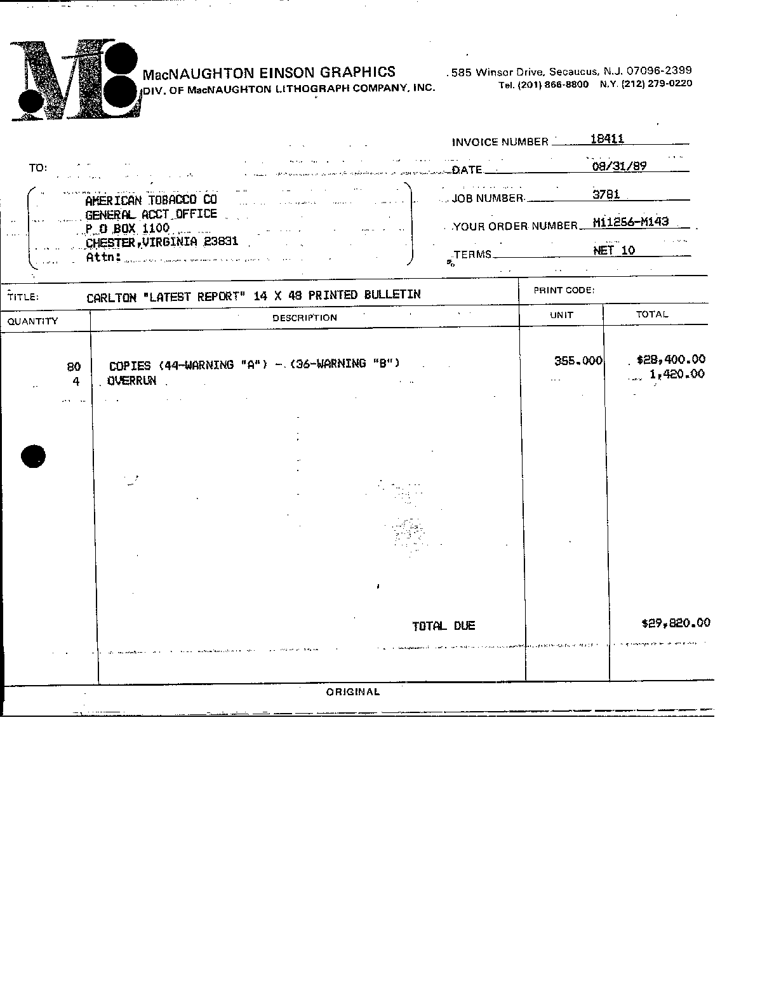 MacNAUGHTON EINSON GRAPHICS
DIV. OF MacNAUGHTON LITHOGRAPH COMPANY, INC.
585 Winsor Drive, Secaucus, N.J. 07096-2399
Tel. (201) 866-8800 N.Y. (212) 279-0220
INVOICE NUMBER 18411
TO:
DATE 08/31/89
AMERICAN TOBACCO CO
GENERAL ACCT OFFICE
P O BOX 1100
CHESTER, VIRGINIA 23831
Attn:
JOB NUMBER 3781
YOUR ORDER NUMBER M11256-M143
TERMS NET 10
TITLE: CARLTON "LATEST REPORT" 14 X 48 PRINTED BULLETIN
PRINT CODE:
QUANTITY DESCRIPTION UNIT TOTAL
80 COPIES (44-WARNING "A") - (36-WARNING "B") 355.000 $28,400.00
4 OVERRUN 1,420.00
TOTAL DUE $29,820.00
ORIGINAL